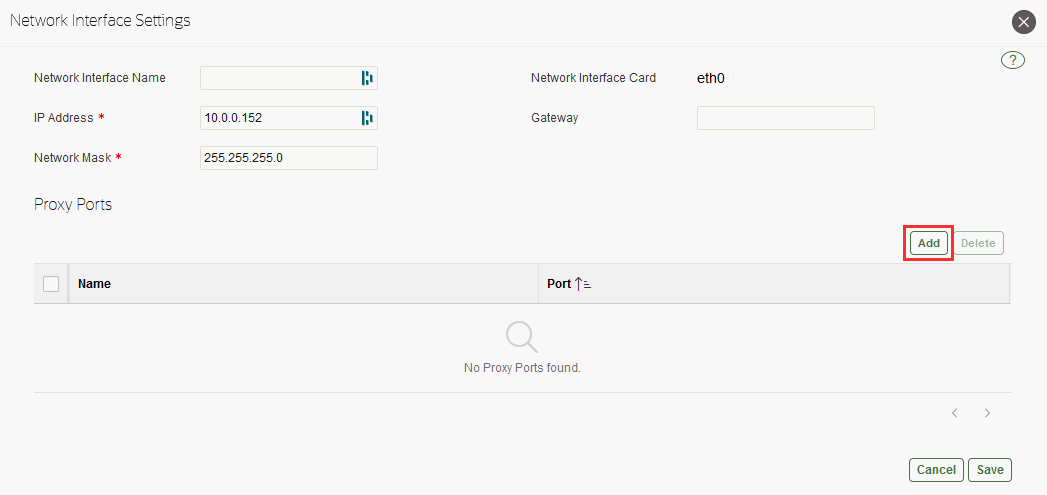 Network Interface Settings
?
Network Interface Name
Network Interface Card eth0
IP Address * 10.0.0.152
Gateway
Network Mask * 255.255.255.0
Proxy Ports
Add Delete
Name Port
No Proxy Ports found.
Cancel Save